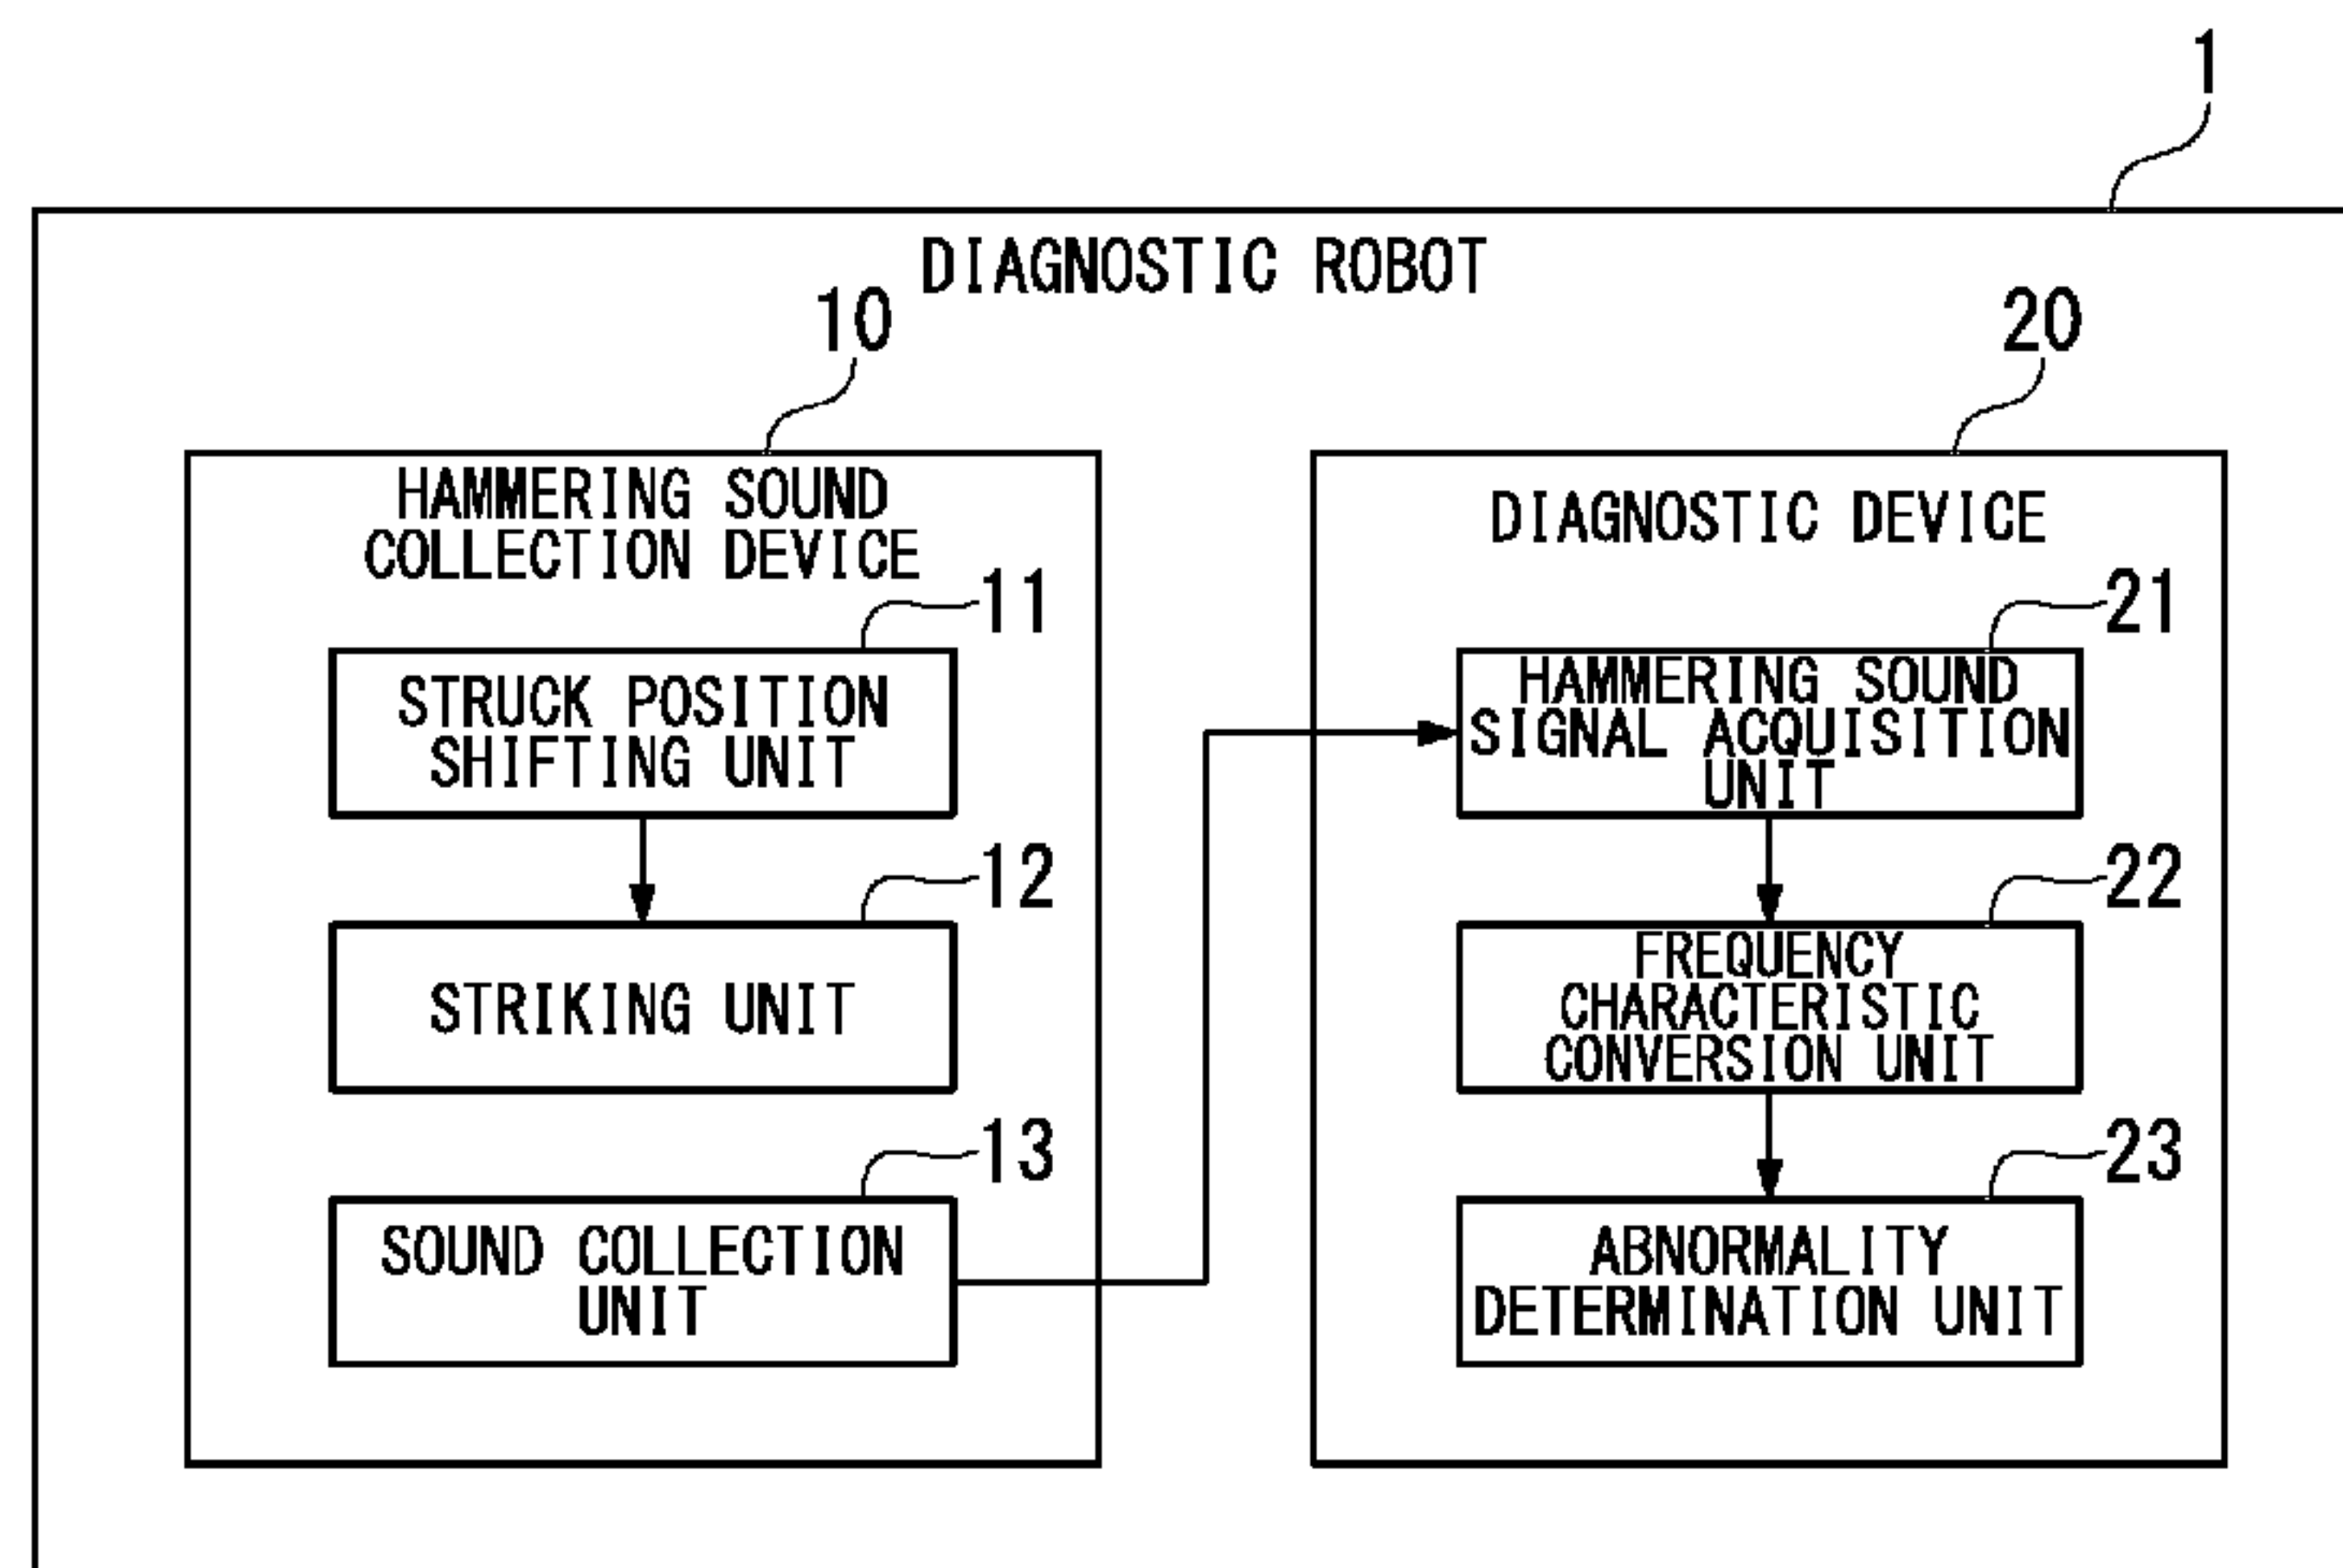 1
DIAGNOSTIC ROBOT
10
HAMMERING SOUND
COLLECTION DEVICE
11
STRUCK POSITION
SHIFTING UNIT
12
STRIKING UNIT
13
SOUND COLLECTION
UNIT
20
DIAGNOSTIC DEVICE
21
HAMMERING SOUND
SIGNAL ACQUISITION
UNIT
22
FREQUENCY
CHARACTERISTIC
CONVERSION UNIT
23
ABNORMALITY
DETERMINATION UNIT